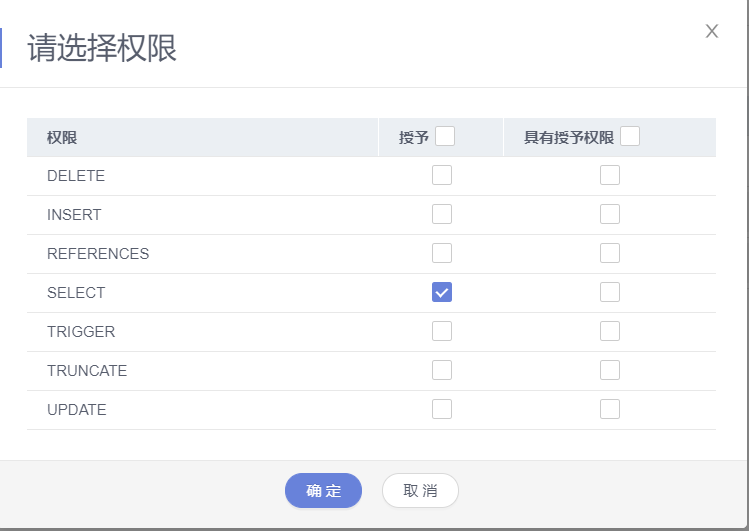 请选择权限
权限 授予 具有授予权限
DELETE
INSERT
REFERENCES
SELECT
TRIGGER
TRUNCATE
UPDATE
确定 取消